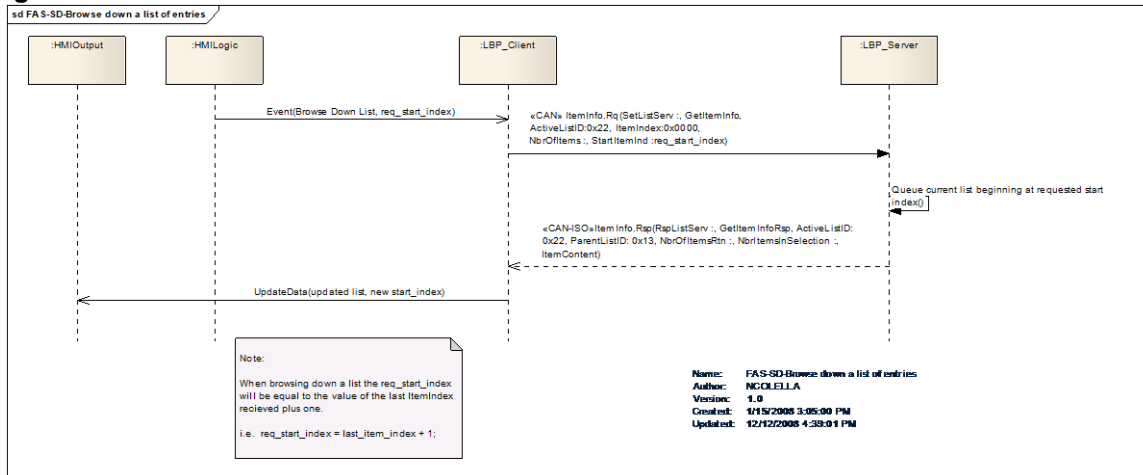 sd FAS-SD-Browse down a list of entries
:HMIOutput
:HMILogic
:LBP_Client
:LBP_Server
Event(Browse Down List, req_start_index)
«CAN» ItemInfo.Rq(SetListServ :, GetItemInfo,
ActiveListID:0x22, ItemIndex:0x0000,
NbrOfItems :, StartItemInd :req_start_index)
Queue current list beginning at requested start
index()
«CAN-ISO»ItemInfo.Rsp(RspListServ :, GetItemInfoRsp, ActiveListID:
0x22, ParentListID: 0x13, NbrOfItemsRtn :, NbrItemsInSelection :,
ItemContent)
UpdateData(updated list, new start_index)
Note:
When browsing down a list the req_start_index
will be equal to the value of the last ItemIndex
recieved plus one.
i.e. req_start_index = last_item_index + 1;
Name: FAS-SD-Browse down a list of entries
Author: NCOLELLA
Version: 1.0
Created: 1/15/2008 3:05:00 PM
Updated: 12/12/2008 4:39:01 PM